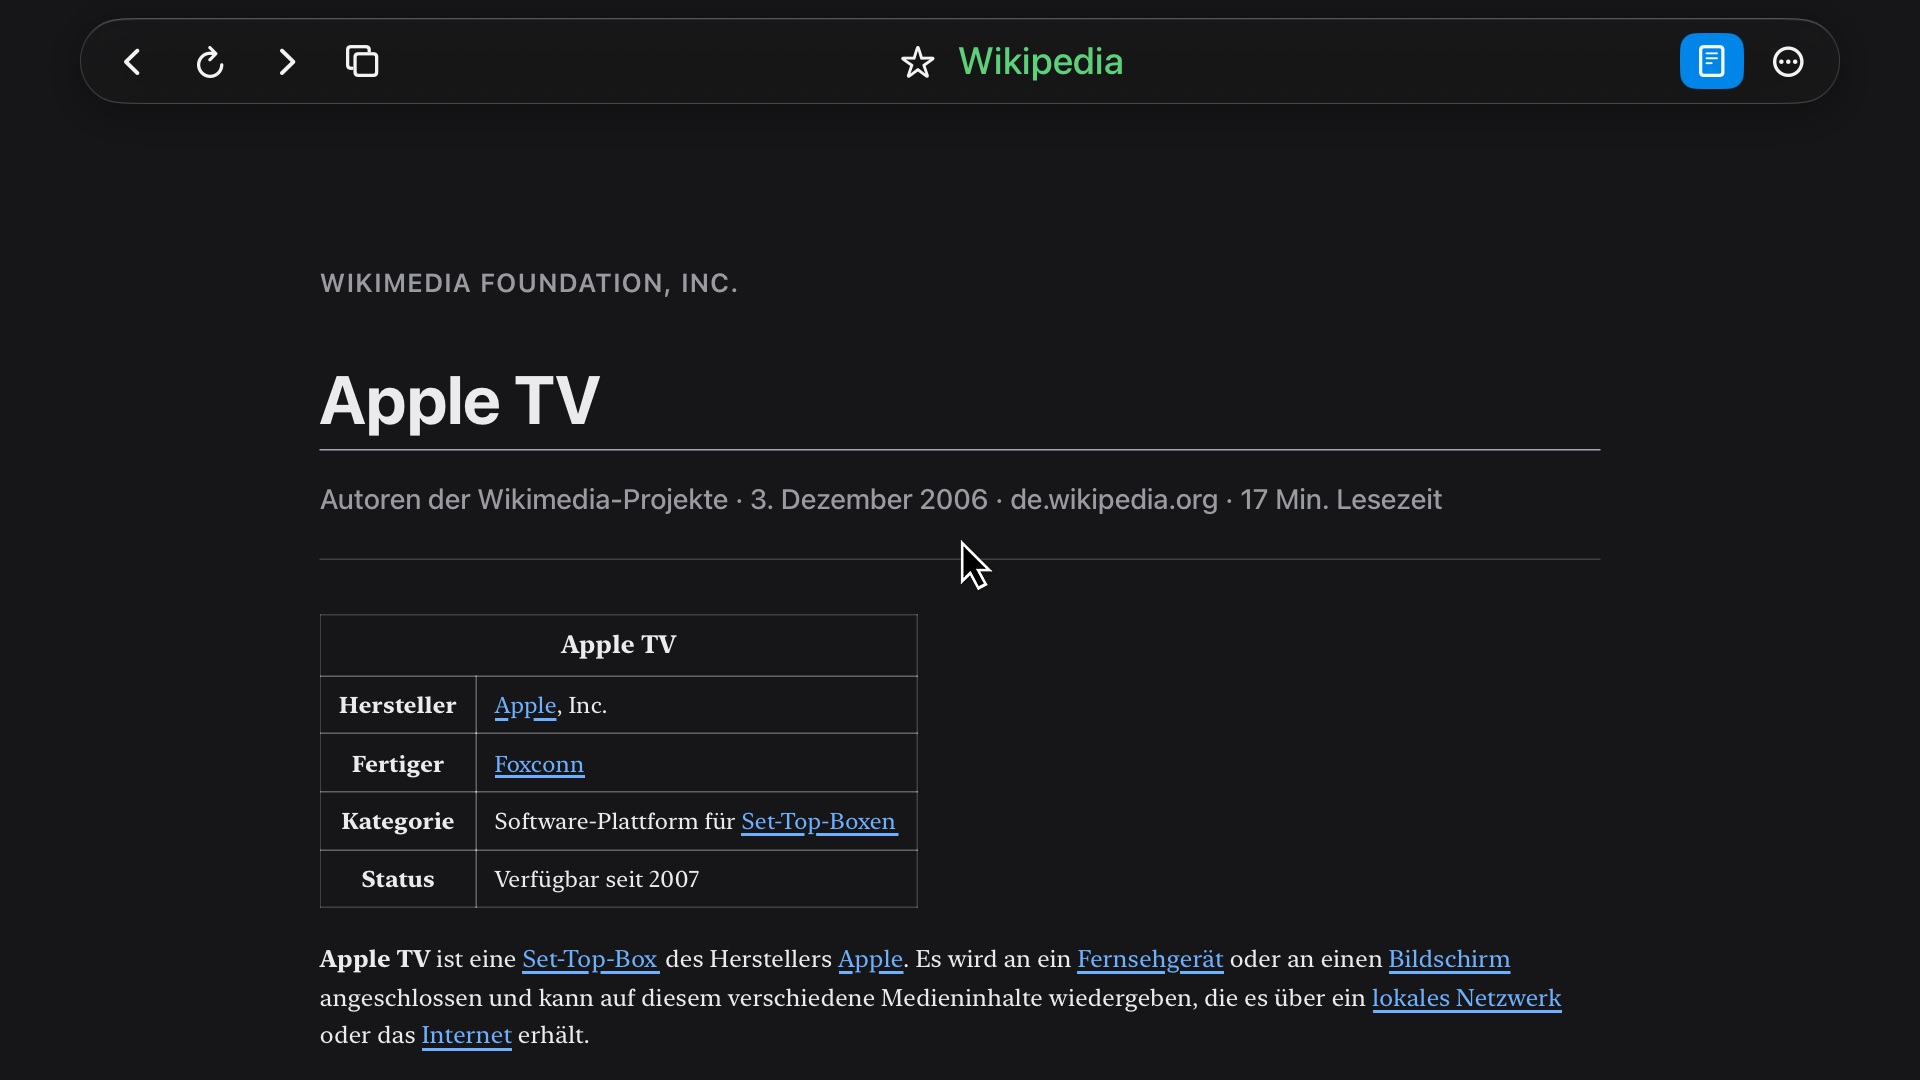 Wikipedia
WIKIMEDIA FOUNDATION, INC.
Apple TV
Autoren der Wikimedia-Projekte · 3. Dezember 2006 · de.wikipedia.org · 17 Min. Lesezeit
Apple TV
Hersteller Apple, Inc.
Fertiger Foxconn
Kategorie Software-Plattform für Set-Top-Boxen
Status Verfügbar seit 2007
Apple TV ist eine Set-Top-Box des Herstellers Apple. Es wird an ein Fernsehgerät oder an einen Bildschirm
angeschlossen und kann auf diesem verschiedene Medieninhalte wiedergeben, die es über ein lokales Netzwerk
oder das Internet erhält.